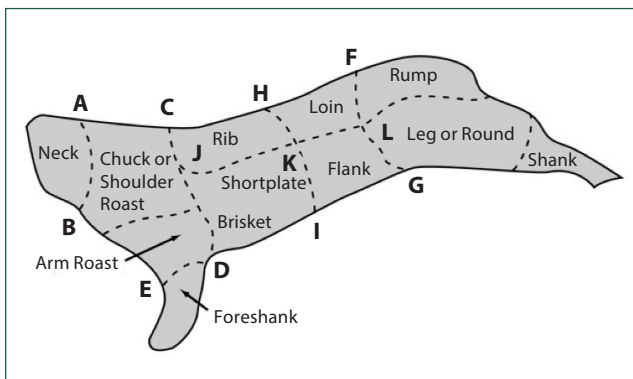 F
Rump
H
A
C
Loin
Rib
L
Leg or Round
J
Neck
Chuck or
Shoulder
Roast
K
Shortplate
Flank
Shank
G
B
Brisket
I
Arm Roast
D
E
Foreshank